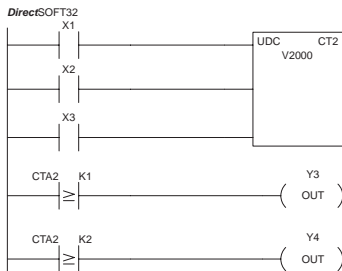 DirectSOFT32
X1
UDC CT2
V2000
X2
X3
CTA2 K1 Y3
≥ OUT
CTA2 K2 Y4
≥ OUT